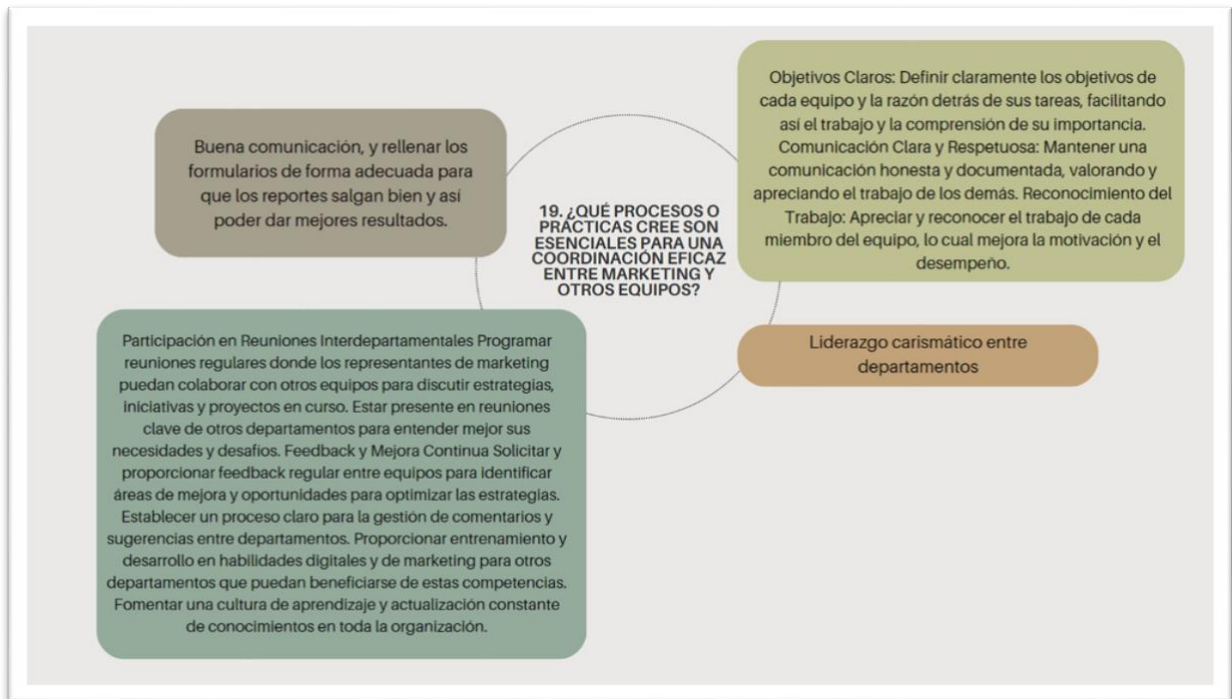 Buena comunicación, y rellenar los
formularios de forma adecuada para
que los reportes salgan bien y así
poder dar mejores resultados.
Objetivos Claros: Definir claramente los objetivos de
cada equipo y la razón detrás de sus tareas, facilitando
así el trabajo y la comprensión de su importancia.
Comunicación Clara y Respetuosa: Mantener una
comunicación honesta y documentada, valorando y
apreciando el trabajo de los demás. Reconocimiento del
Trabajo: Apreciar y reconocer el trabajo de cada
miembro del equipo, lo cual mejora la motivación y el
desempeño.
19. ¿QUÉ PROCESOS O
PRÁCTICAS CREE SON
ESENCIALES PARA UNA
COORDINACIÓN EFICAZ
ENTRE MARKETING Y
OTROS EQUIPOS?
Participación en Reuniones Interdepartamentales Programar
reuniones regulares donde los representantes de marketing
puedan colaborar con otros equipos para discutir estrategias,
iniciativas y proyectos en curso. Estar presente en reuniones
clave de otros departamentos para entender mejor sus
necesidades y desafíos. Feedback y Mejora Continua Solicitar y
proporcionar feedback regular entre equipos para identificar
áreas de mejora y oportunidades para optimizar las estrategias.
Establecer un proceso claro para la gestión de comentarios y
sugerencias entre departamentos. Proporcionar entrenamiento y
desarrollo en habilidades digitales y de marketing para otros
departamentos que puedan beneficiarse de estas competencias.
Fomentar una cultura de aprendizaje y actualización constante
de conocimientos en toda la organización.
Liderazgo carismático entre
departamentos